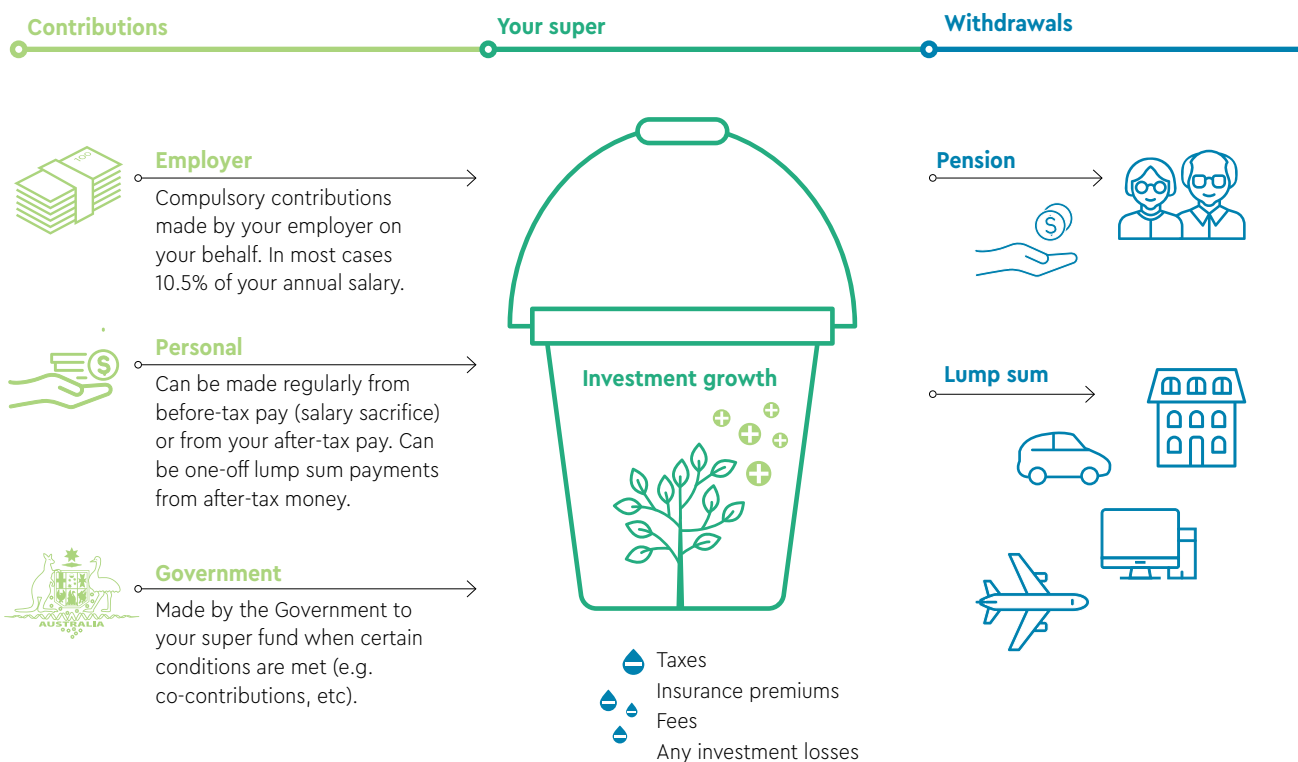 Contributions
Your super
Withdrawals
100
Employer
Compulsory contributions
made by your employer on
your behalf. In most cases
10.5% of your annual salary.
$
Personal
Can be made regularly from
before-tax pay (salary sacrifice)
or from your after-tax pay. Can
be one-off lump sum payments
from after-tax money.
AUSTRALIA
Government
Made by the Government to
your super fund when certain
conditions are met (e.g.
co-contributions, etc).
Investment growth
Taxes
Insurance premiums
Fees
Any investment losses
Pension
$
Lump sum